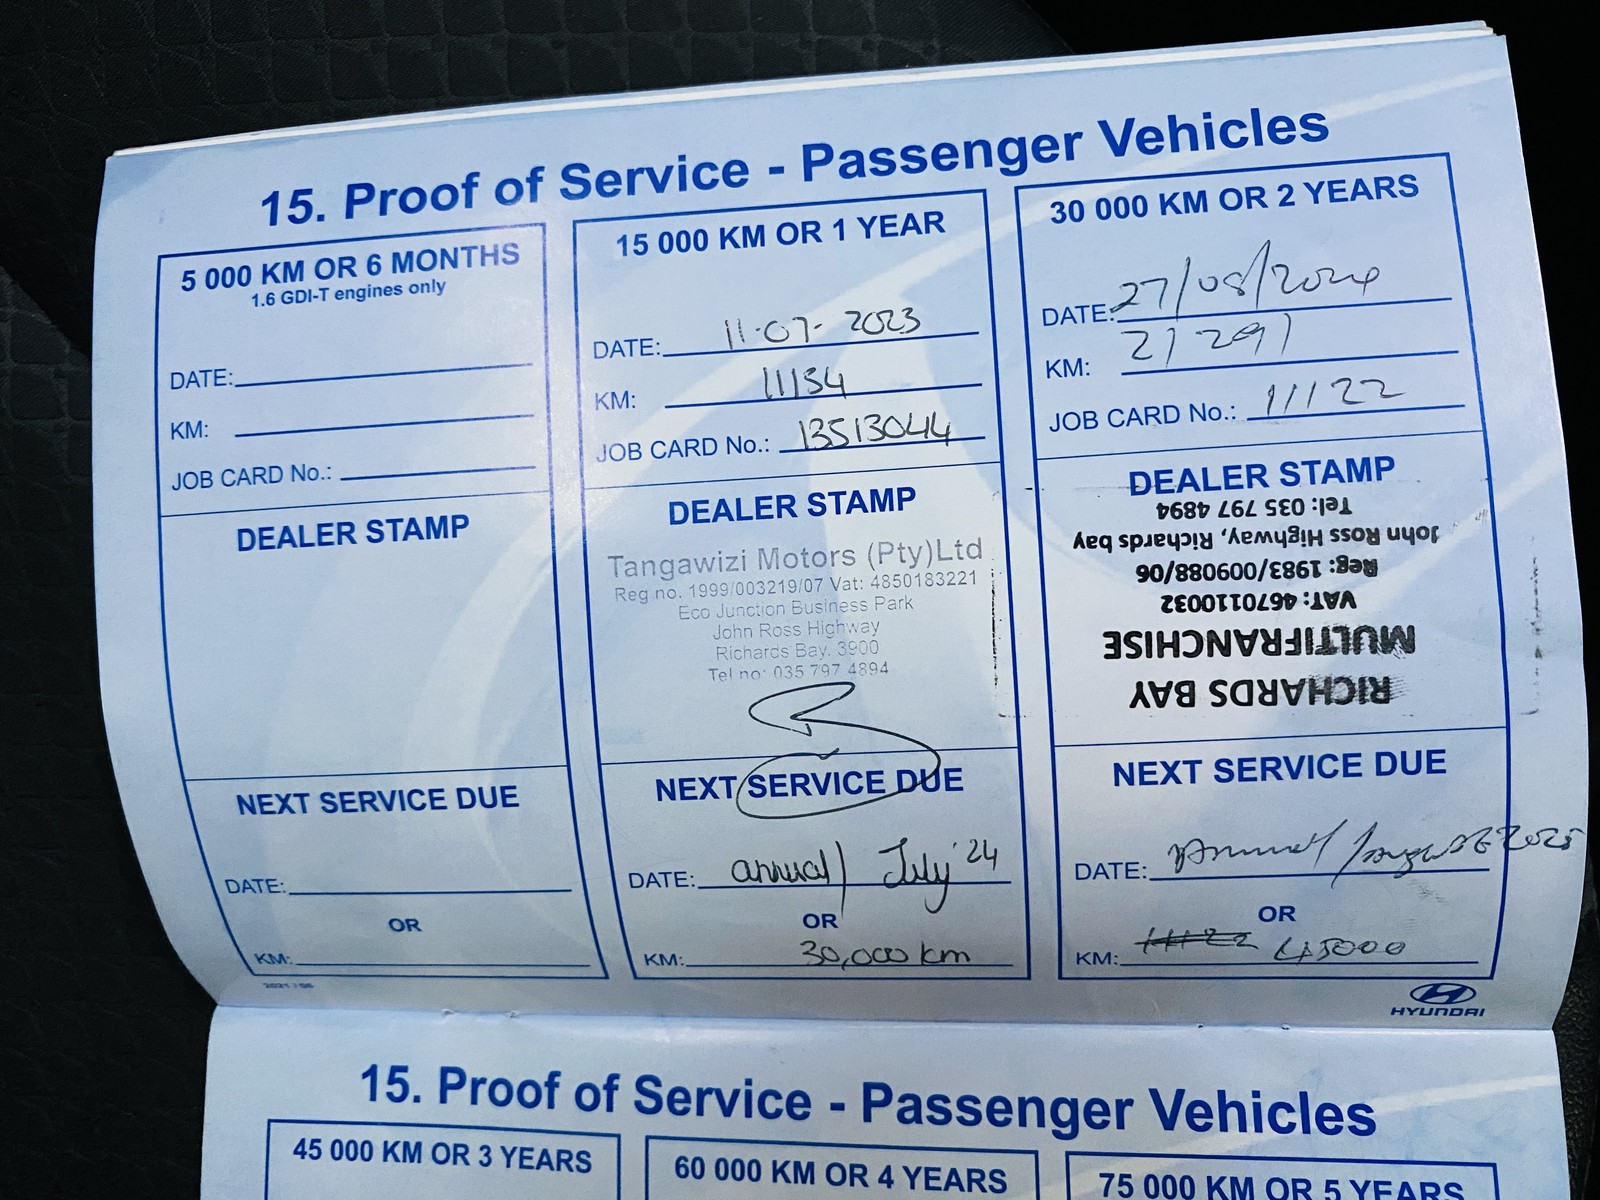 15. Proof of Service - Passenger Vehicles
5 000 KM OR 6 MONTHS
1.6 GDI-T engines only
DATE:
KM:
JOB CARD No.:
DEALER STAMP
NEXT SERVICE DUE
DATE:
OR
KM:
2021 / 06
15 000 KM OR 1 YEAR
DATE: 11-07-2023
KM: 11134
JOB CARD No.: 13513044
DEALER STAMP
Tangawizi Motors (Pty)Ltd
Reg no. 1999/003219/07 Vat: 4850183221
Eco Junction Business Park
John Ross Highway
Richards Bay. 3900
Tel no: 035 797 4894
NEXT SERVICE DUE
DATE: annual/ July '24
OR
KM: 30,000 km
30 000 KM OR 2 YEARS
DATE: 27/08/2024
KM: 21291
JOB CARD No.: 11122
DEALER STAMP
RICHARDS BAY
MULTIFRANCHISE
VAT: 4670110032
Reg: 1983/009088/06
John Ross Highway, Richards bay
Tel: 035 797 4894
NEXT SERVICE DUE
DATE: Annual/August 2025
OR
KM: 11122 45000
HYUNDAI
15. Proof of Service - Passenger Vehicles
45 000 KM OR 3 YEARS
60 000 KM OR 4 YEARS
75 000 KM OR 5 YEARS